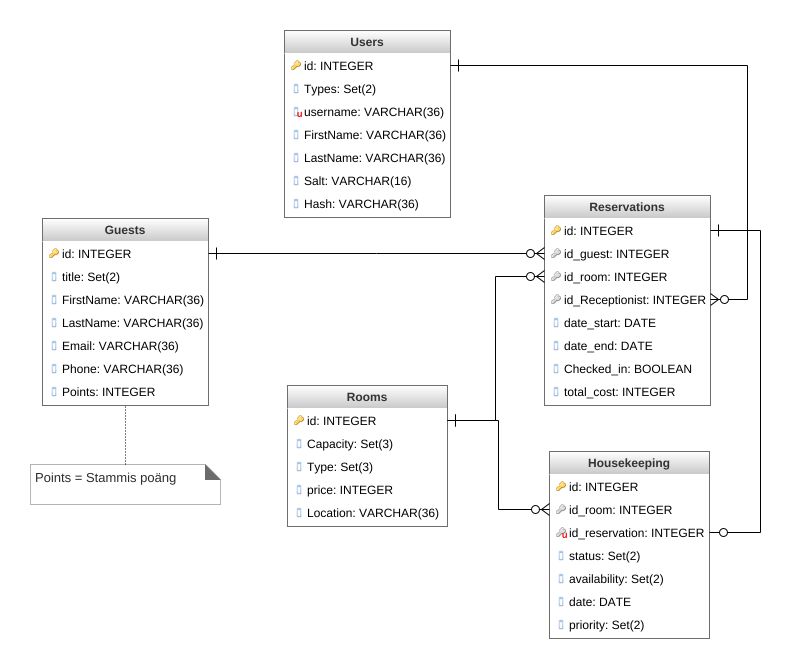 Users
id: INTEGER
Types: Set(2)
username: VARCHAR(36)
FirstName: VARCHAR(36)
LastName: VARCHAR(36)
Salt: VARCHAR(16)
Hash: VARCHAR(36)
Guests
id: INTEGER
title: Set(2)
FirstName: VARCHAR(36)
LastName: VARCHAR(36)
Email: VARCHAR(36)
Phone: VARCHAR(36)
Points: INTEGER
Points = Stammis poäng
Reservations
id: INTEGER
id_guest: INTEGER
id_room: INTEGER
id_Receptionist: INTEGER
date_start: DATE
date_end: DATE
Checked_in: BOOLEAN
total_cost: INTEGER
Rooms
id: INTEGER
Capacity: Set(3)
Type: Set(3)
price: INTEGER
Location: VARCHAR(36)
Housekeeping
id: INTEGER
id_room: INTEGER
id_reservation: INTEGER
status: Set(2)
availability: Set(2)
date: DATE
priority: Set(2)